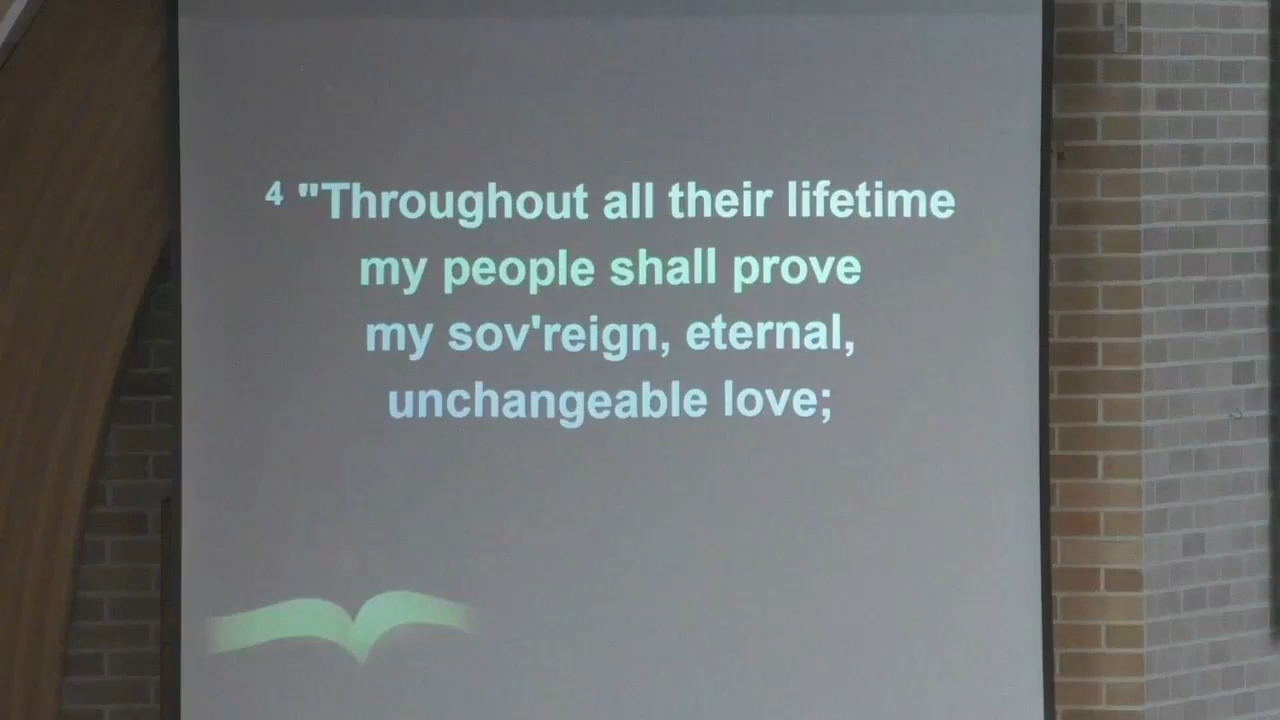 4 "Throughout all their lifetime
my people shall prove
my sov'reign, eternal,
unchangeable love;